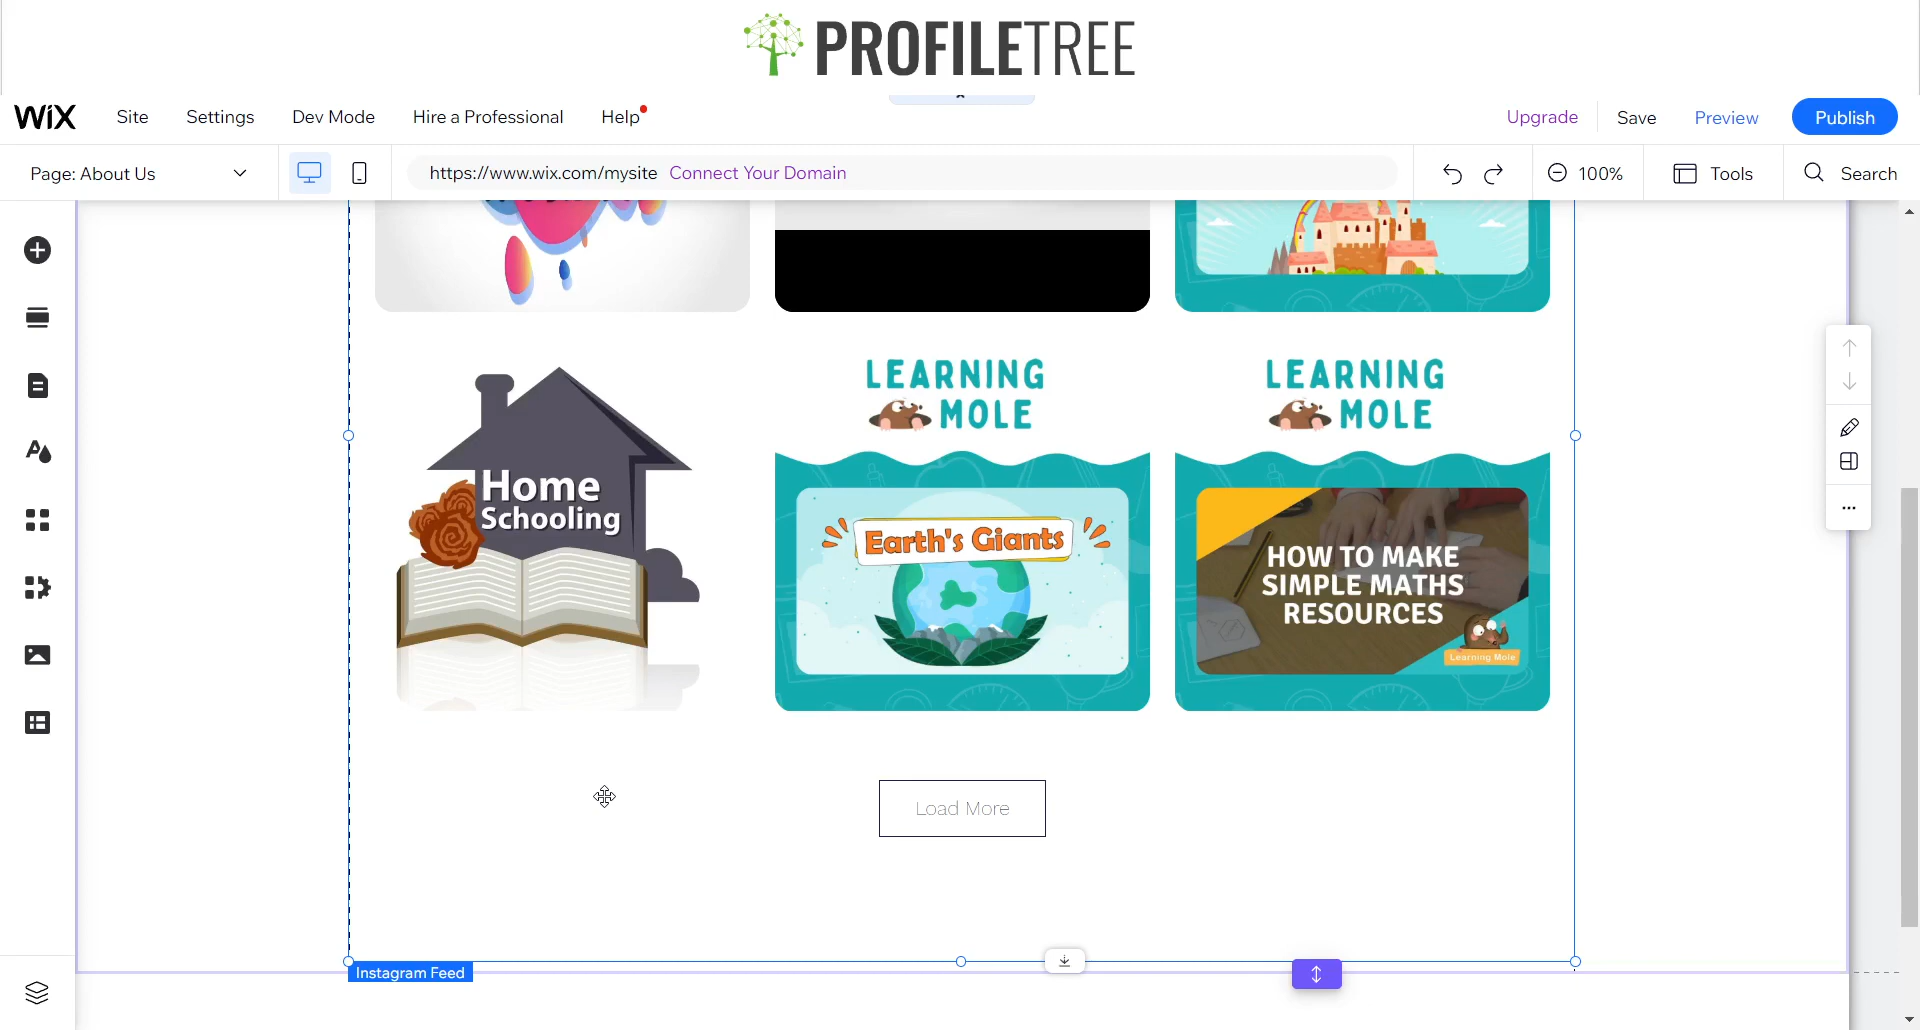 PROFILETREE
WiX Site Settings Dev Mode Hire a Professional Help Upgrade Save Preview Publish
Page: About Us https://www.wix.com/mysite Connect Your Domain 100% Tools Search
LEARNING
MOLE
LEARNING
MOLE
Home
Schooling
Earth's Giants
HOW TO MAKE
SIMPLE MATHS
RESOURCES
Learning Mole
Load More
Instagram Feed